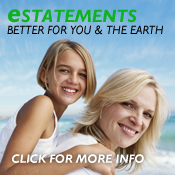 eSTATEMENTS
BETTER FOR YOU & THE EARTH
CLICK FOR MORE INFO